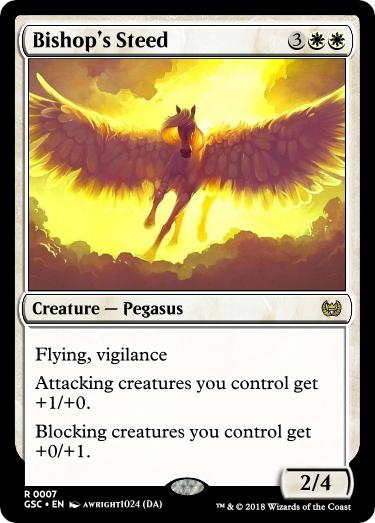 Bishop's Steed 3
Creature — Pegasus
Flying, vigilance
Attacking creatures you control get
+1/+0.
Blocking creatures you control get
+0/+1.
2/4
R 0007
GSC • EN AWRIGHT1024 (DA)
™ & © 2018 Wizards of the Coast